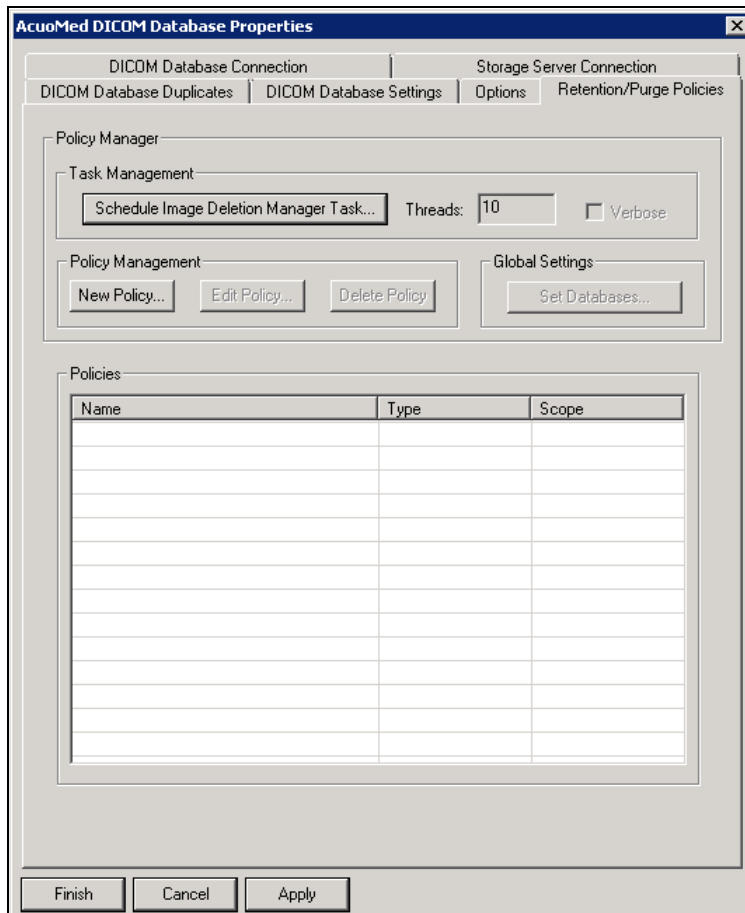 AcuoMed DICOM Database Properties
DICOM Database Connection
Storage Server Connection
DICOM Database Duplicates
DICOM Database Settings
Options
Retention/Purge Policies
Policy Manager
Task Management
Schedule Image Deletion Manager Task...
Threads:
10
Verbose
Policy Management
New Policy...
Edit Policy...
Delete Policy
Global Settings
Set Databases...
Policies
Name
Type
Scope
Finish
Cancel
Apply